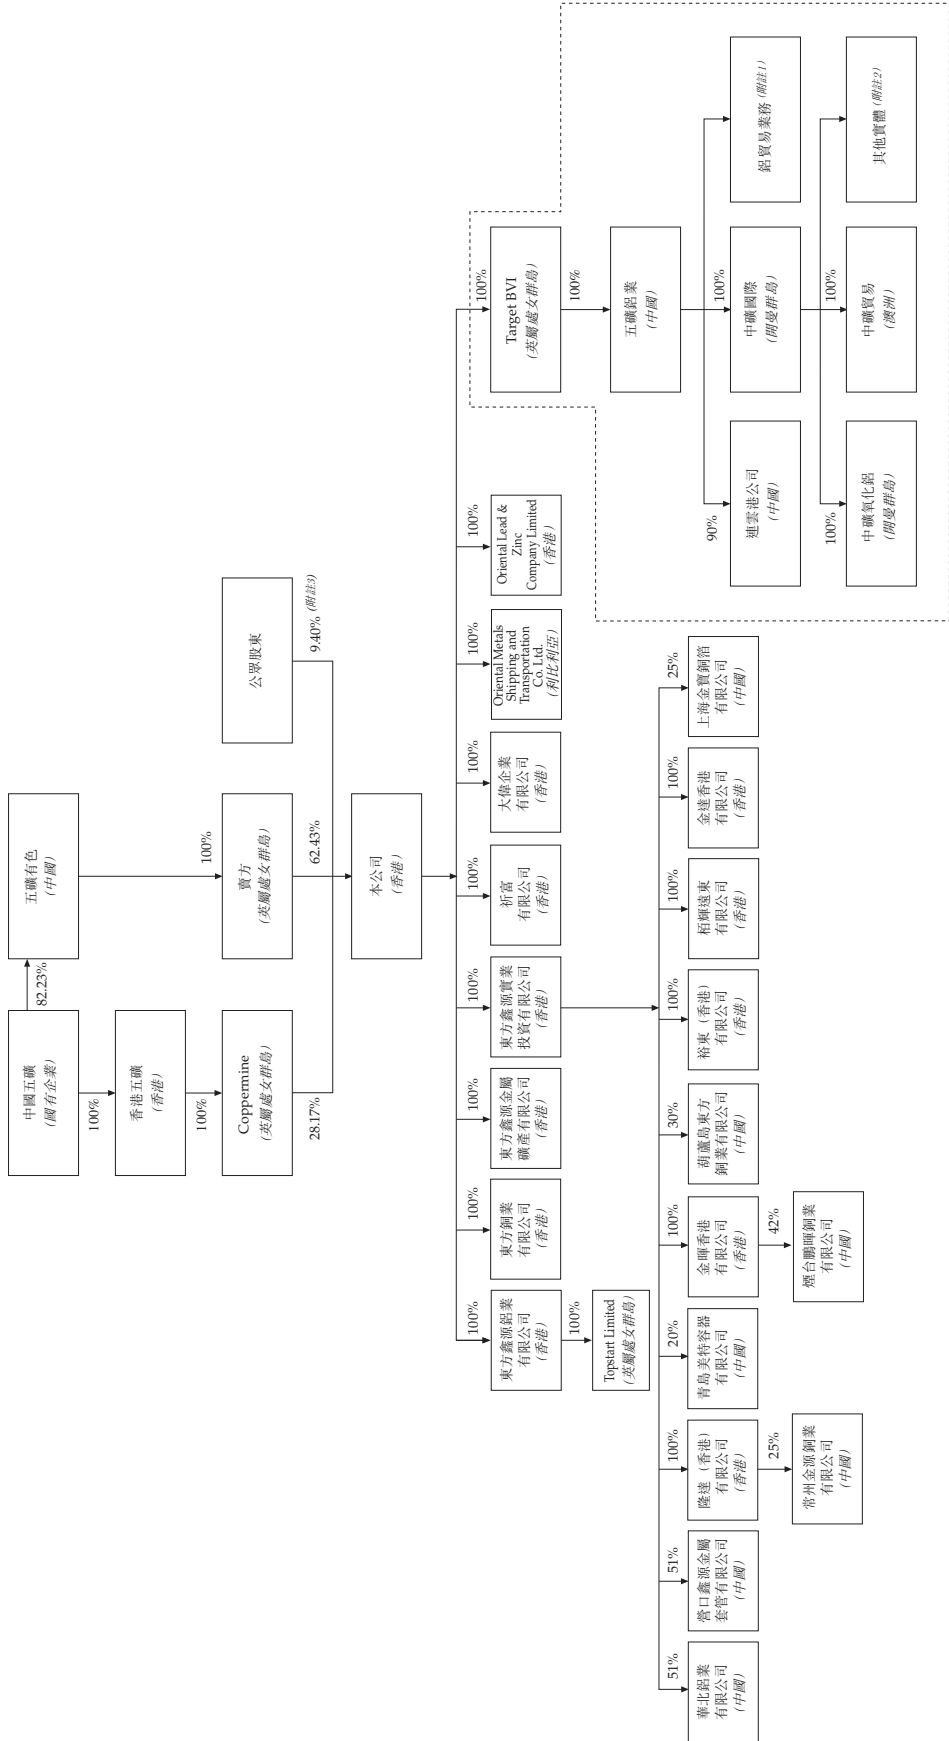 中國五礦
(國有企業)
82.23%
五礦有色
(中國)
100%
香港五礦
(香港)
100%
100%
Coppermine
(英屬處女群島)
賣方
(英屬處女群島)
公眾股東
28.17%
62.43%
9.40% (附註3)
本公司
(香港)
100%
100%
100%
100%
100%
100%
100%
100%
100%
東方鑫源鋁業
有限公司
(香港)
東方銅業
有限公司
(香港)
東方鑫源金屬
礦產有限公司
(香港)
東方鑫源實業
投資有限公司
(香港)
祈富
有限公司
(香港)
大偉企業
有限公司
(香港)
Oriental Metals
Shipping and
Transportation
Co. Ltd.
(利比利亞)
Oriental Lead &
Zinc
Company Limited
(香港)
Target BVI
(英屬處女群島)
100%
Topstart Limited
(英屬處女群島)
100%
五礦鋁業
(中國)
51%
51%
100%
20%
100%
30%
100%
100%
100%
25%
華北鋁業
有限公司
(中國)
營口鑫源金屬
套管有限公司
(中國)
隆達（香港）
有限公司
(香港)
青島美特容器
有限公司
(中國)
金暉香港
有限公司
(香港)
葫蘆島東方
銅業有限公司
(中國)
裕東（香港）
有限公司
(香港)
栢輝遠東
有限公司
(香港)
金達香港
有限公司
(香港)
上海金寶銅箔
有限公司
(中國)
25%
常州金源銅業
有限公司
(中國)
42%
煙台鵬暉銅業
有限公司
(中國)
90%
100%
連雲港公司
(中國)
中礦國際
(開曼群島)
鋁貿易業務 (附註1)
100%
100%
中礦氧化鋁
(開曼群島)
中礦貿易
(澳洲)
其他實體 (附註2)